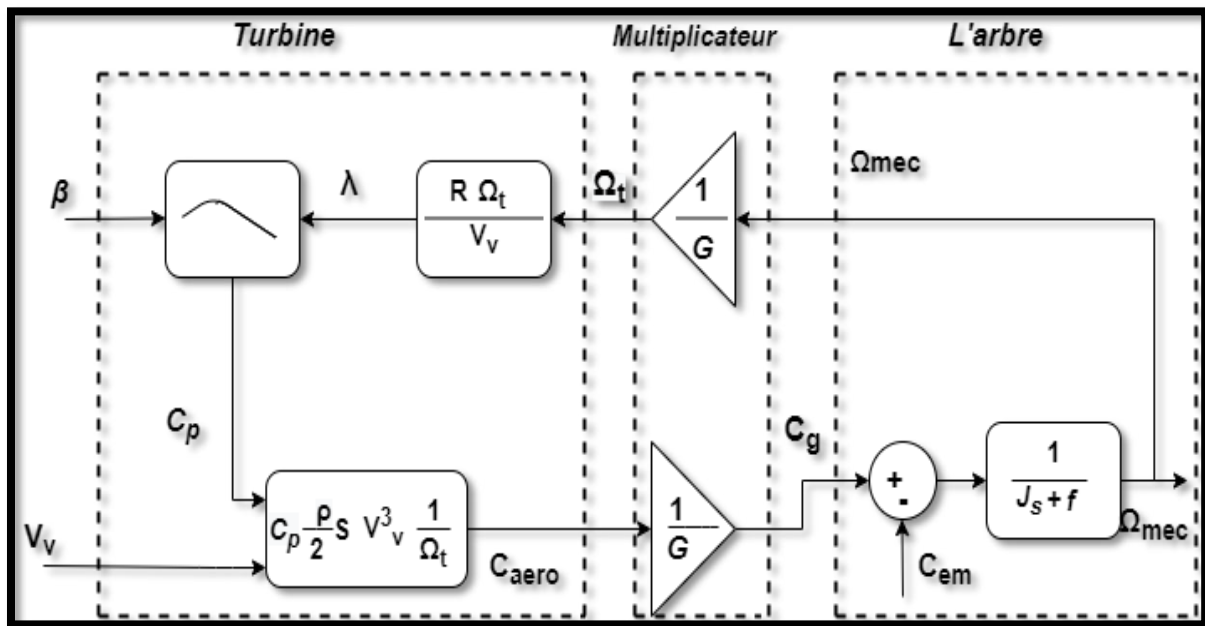 Turbine Multiplicateur L'arbre
Ωmec
β λ R Ωt Ωt 1
Vv G
Cp Cg
1
Js + f
+
-
Vv Cp ρ S V³v 1 1
2 Ωt G
Caero Cem Ωmec